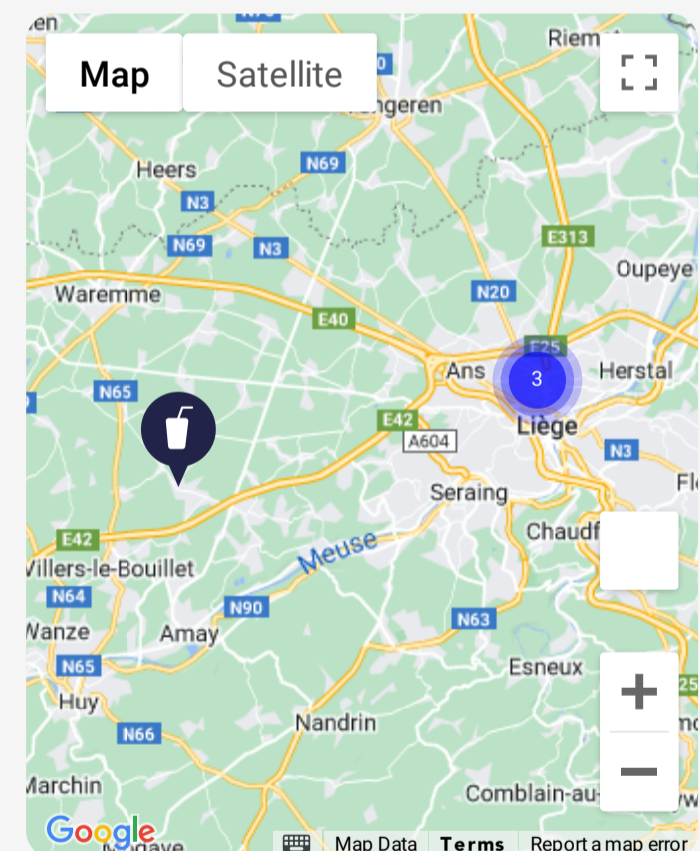 Map
Satellite
Riem
ngeren
N69
Heers
N3
N69
N3
E313
Oupeye
N20
Waremme
E40
E25
Ans
3
Herstal
N65
E42
A604
Liège
N3
Seraing
Chaudf
E42
Meuse
Villers-le-Bouillet
N64
N90
N63
Wanze
Amay
N65
Esneux
Huy
Nandrin
N66
Marchin
Comblain-au-
Google
Map Data
Terms
Report a map error